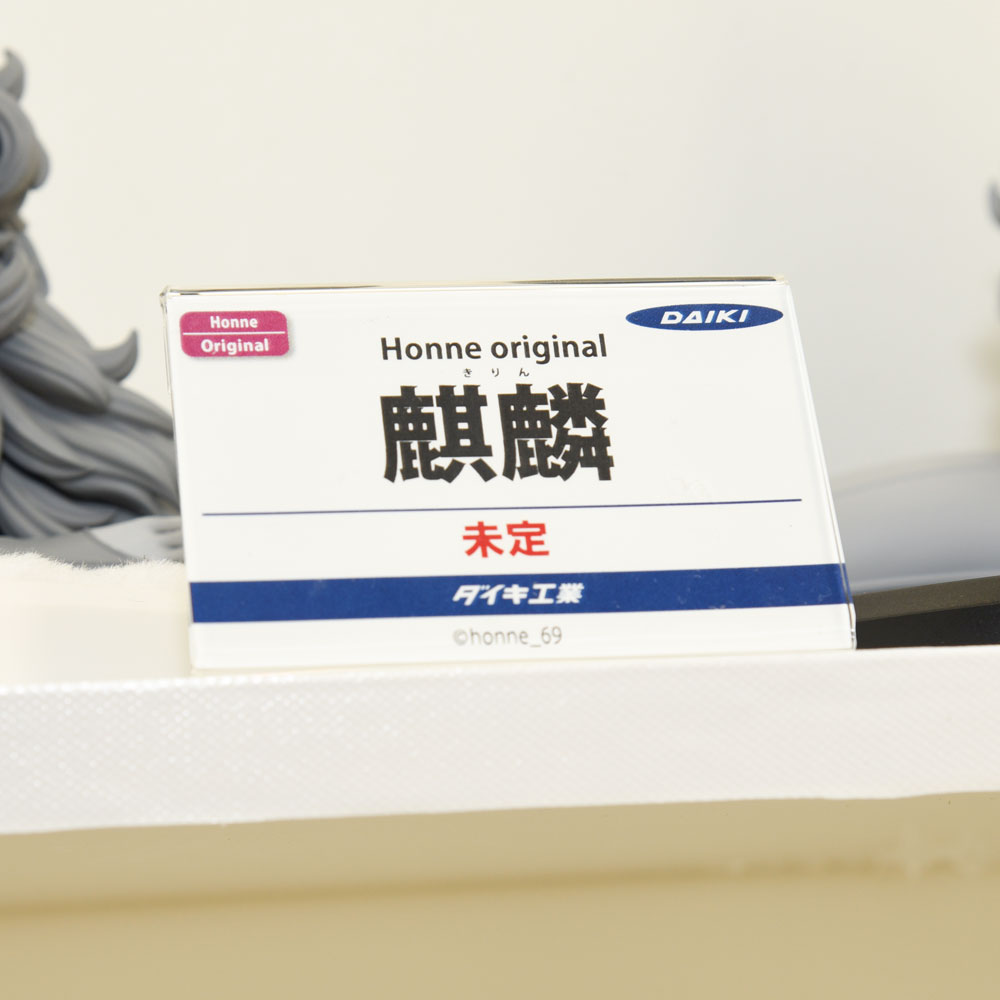 Honne
Original
DAIKI
Honne original
きりん
麒麟
未定
ダイキ工業
©honne_69